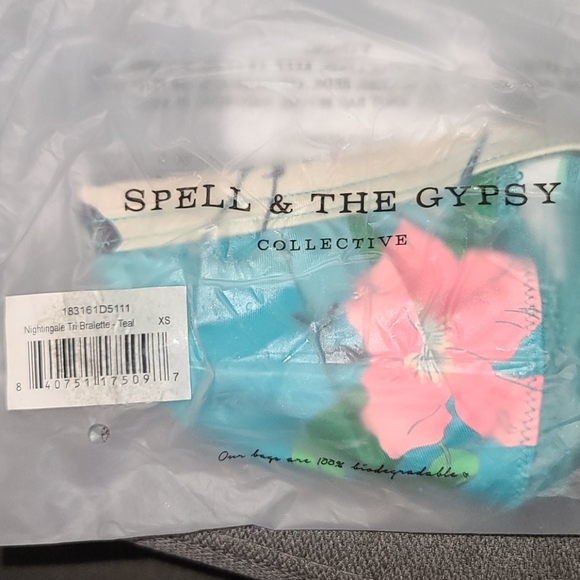 SPELL & THE GYPSY
COLLECTIVE
183161D5111
Nightingale Tri Bralette - Teal XS
8 40751 17509 7
Our bags are 100% biodegradable